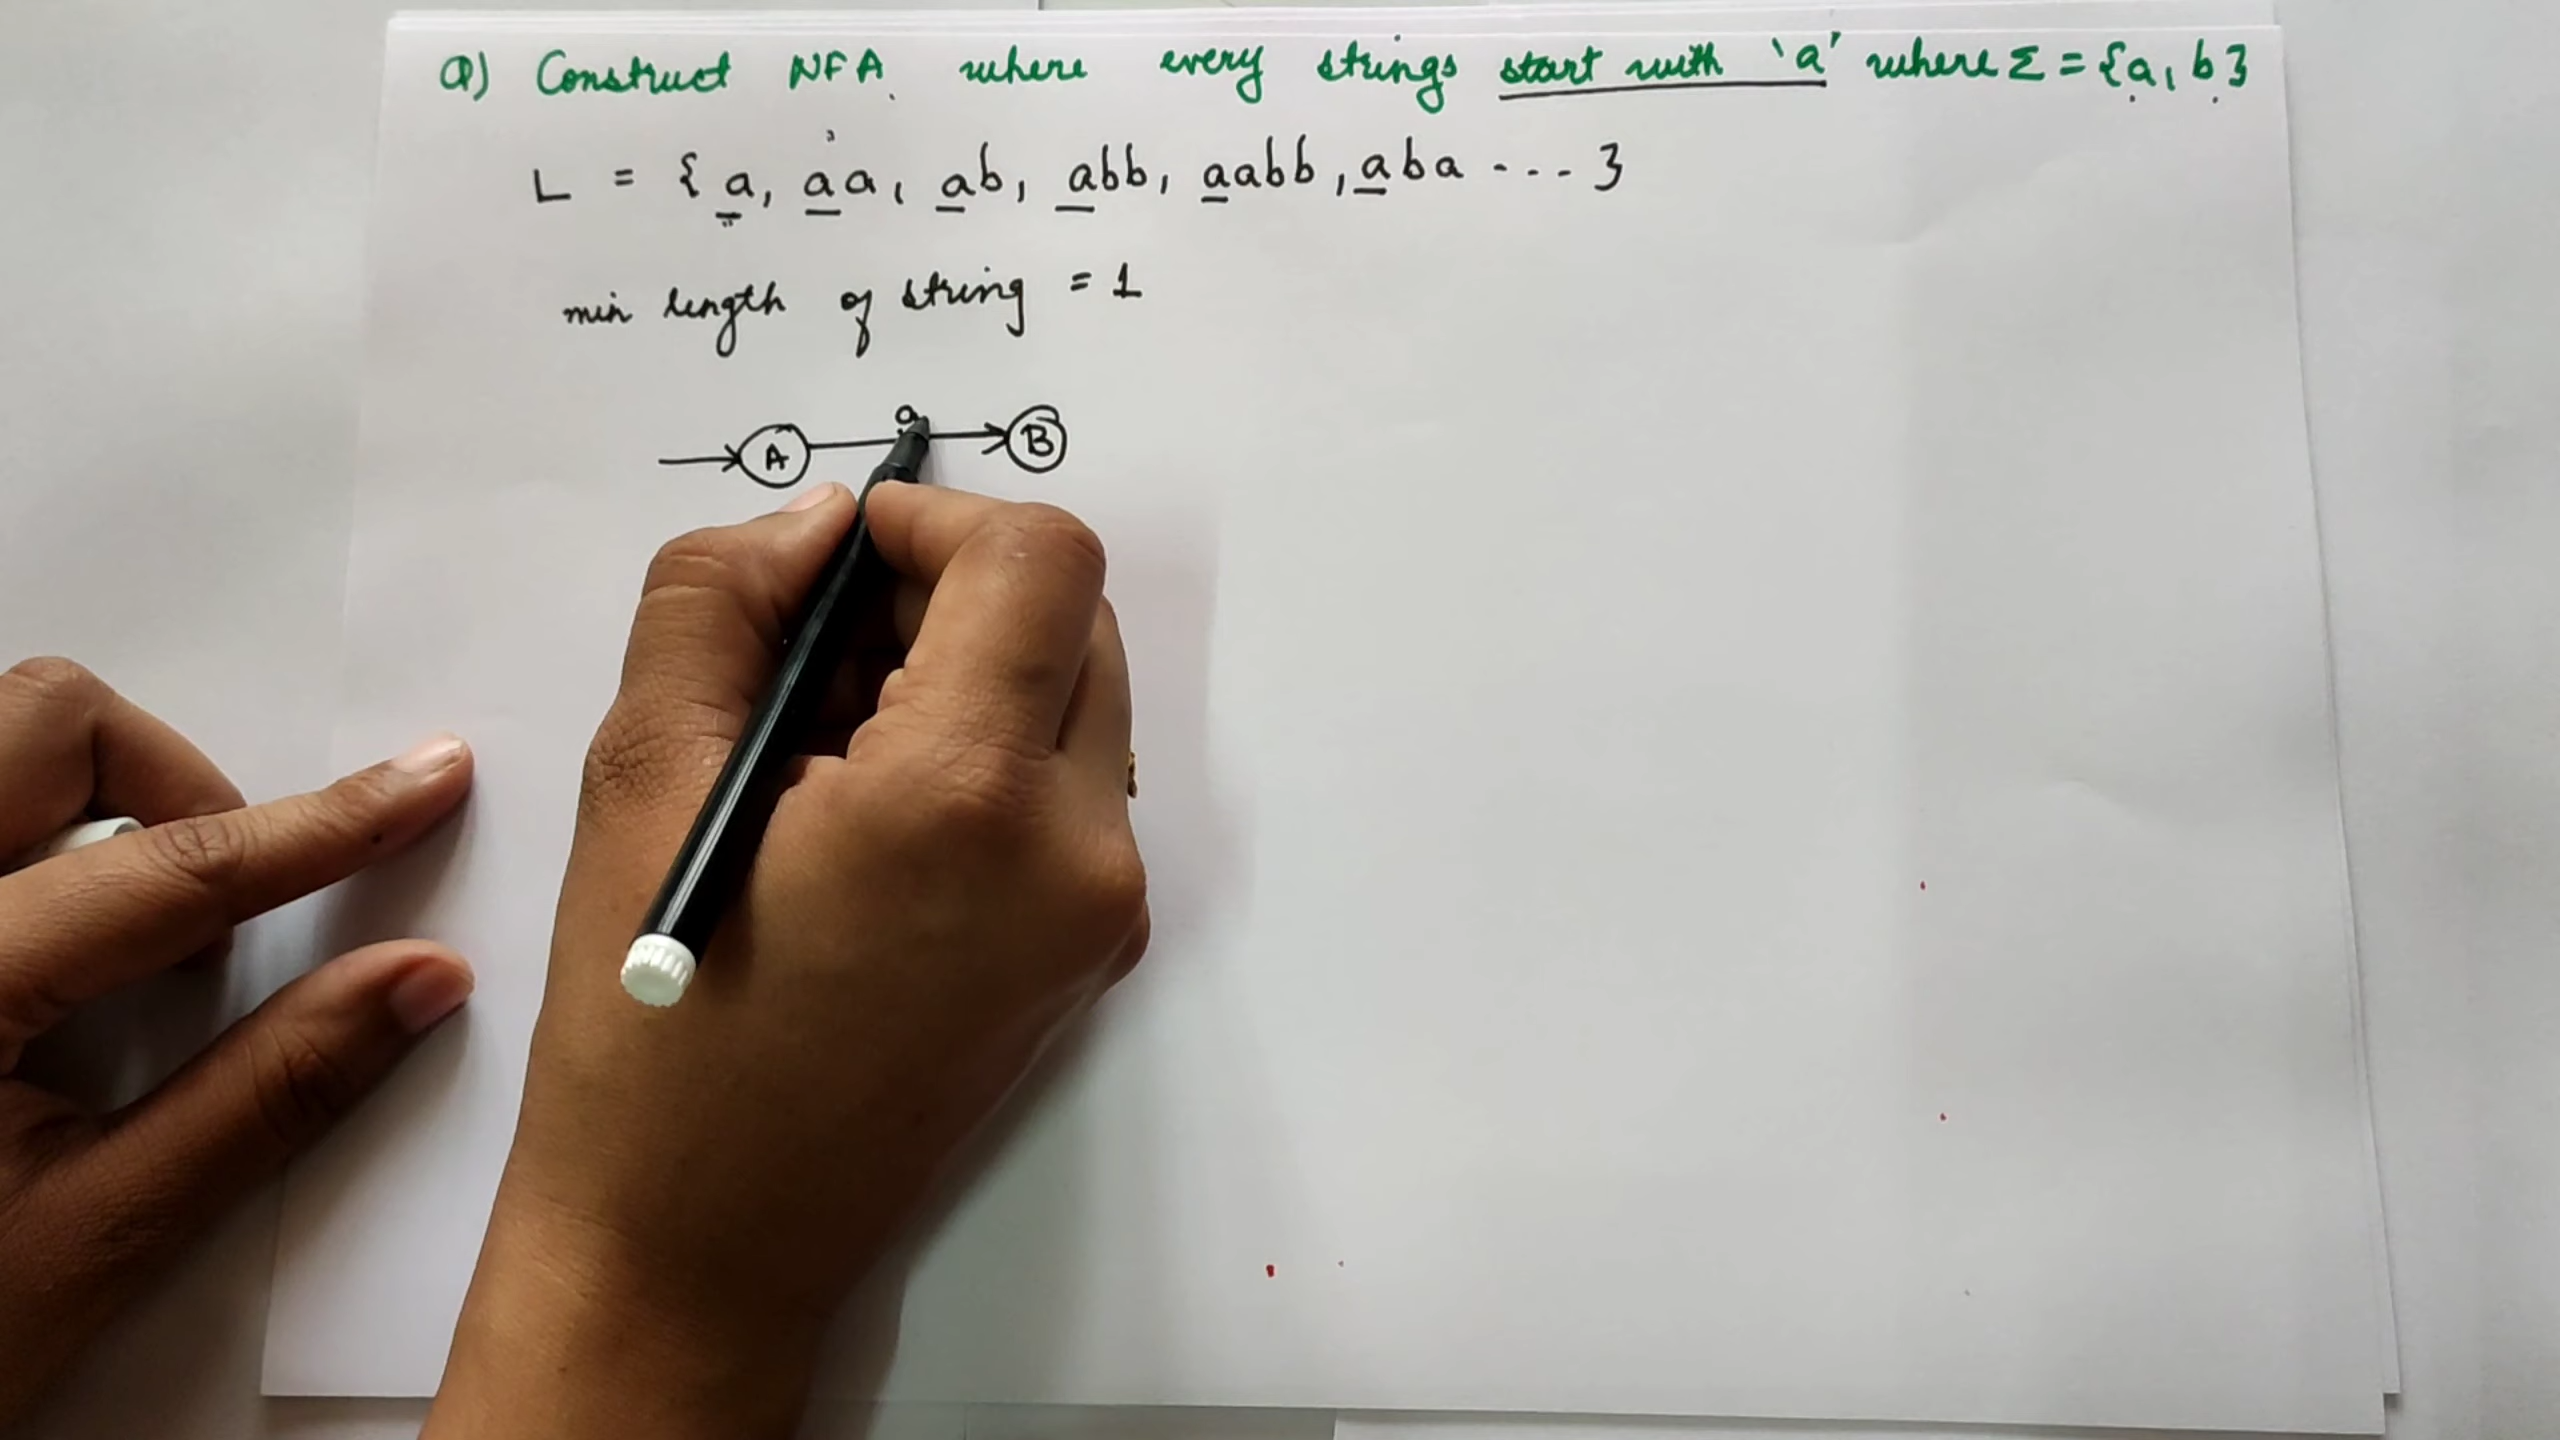 Q) Construct NFA where every strings start with 'a' where Σ = {a, b}
L = { a, aa, ab, abb, aabb, aba ... }
min length of string = 1
a
A B